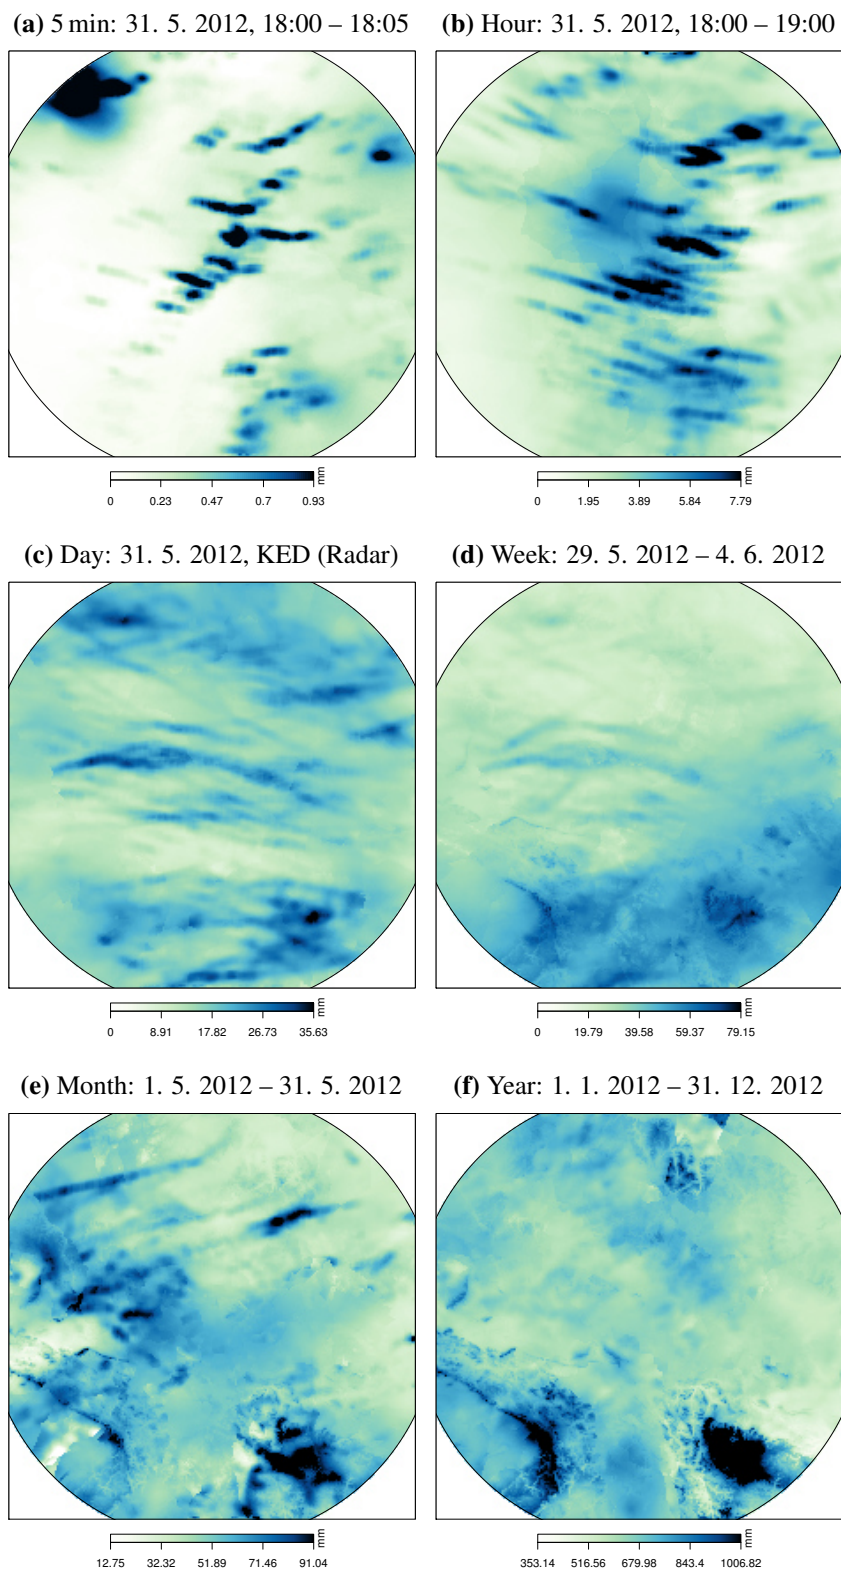 (a) 5 min: 31. 5. 2012, 18:00 – 18:05
(b) Hour: 31. 5. 2012, 18:00 – 19:00
mm
0 0.23 0.47 0.7 0.93
mm
0 1.95 3.89 5.84 7.79
(c) Day: 31. 5. 2012, KED (Radar)
(d) Week: 29. 5. 2012 – 4. 6. 2012
mm
0 8.91 17.82 26.73 35.63
mm
0 19.79 39.58 59.37 79.15
(e) Month: 1. 5. 2012 – 31. 5. 2012
(f) Year: 1. 1. 2012 – 31. 12. 2012
mm
12.75 32.32 51.89 71.46 91.04
mm
353.14 516.56 679.98 843.4 1006.82